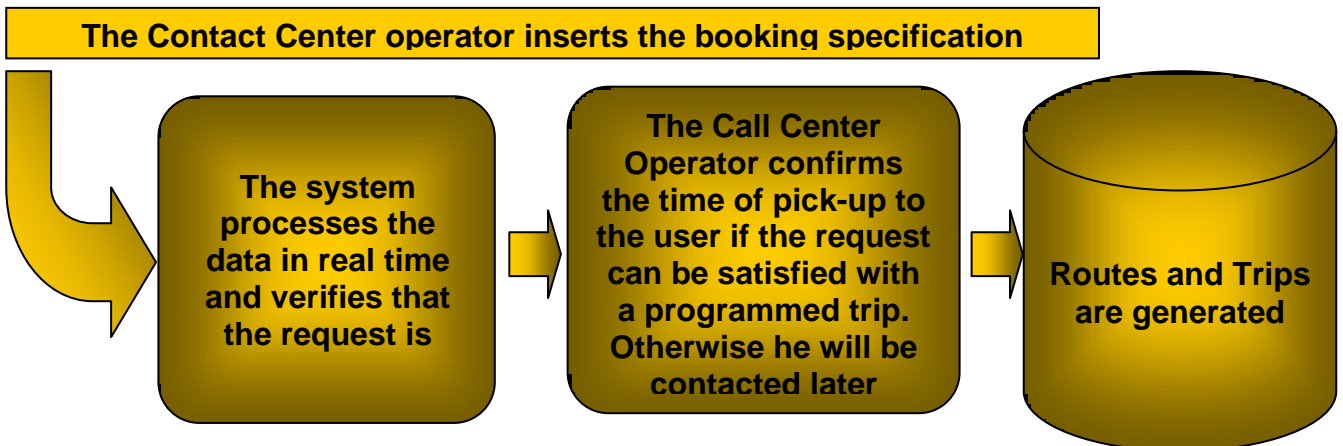 The Contact Center operator inserts the booking specification
The system
processes the
data in real time
and verifies that
the request is
The Call Center
Operator confirms
the time of pick-up to
the user if the request
can be satisfied with
a programmed trip.
Otherwise he will be
contacted later
Routes and Trips
are generated